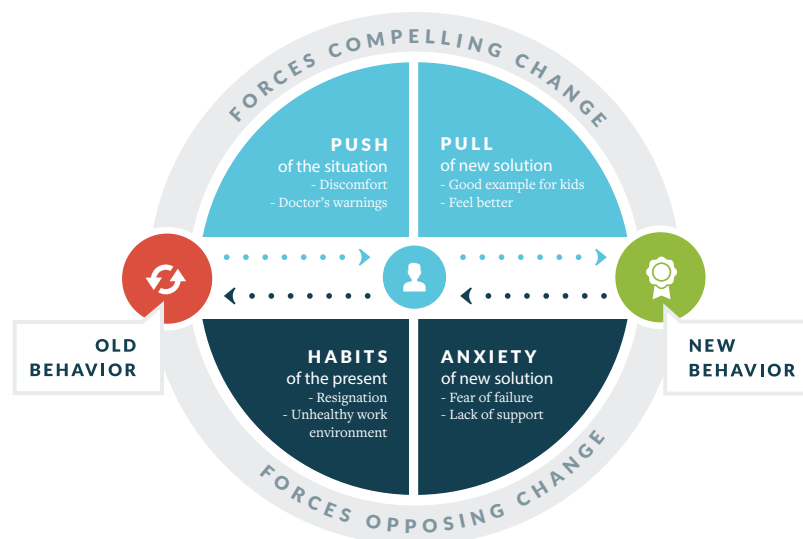 FORCES COMPELLING CHANGE
PUSH
of the situation
- Discomfort
- Doctor's warnings
PULL
of new solution
- Good example for kids
- Feel better
OLD
BEHAVIOR
NEW
BEHAVIOR
HABITS
of the present
- Resignation
- Unhealthy work
environment
ANXIETY
of new solution
- Fear of failure
- Lack of support
FORCES OPPOSING CHANGE